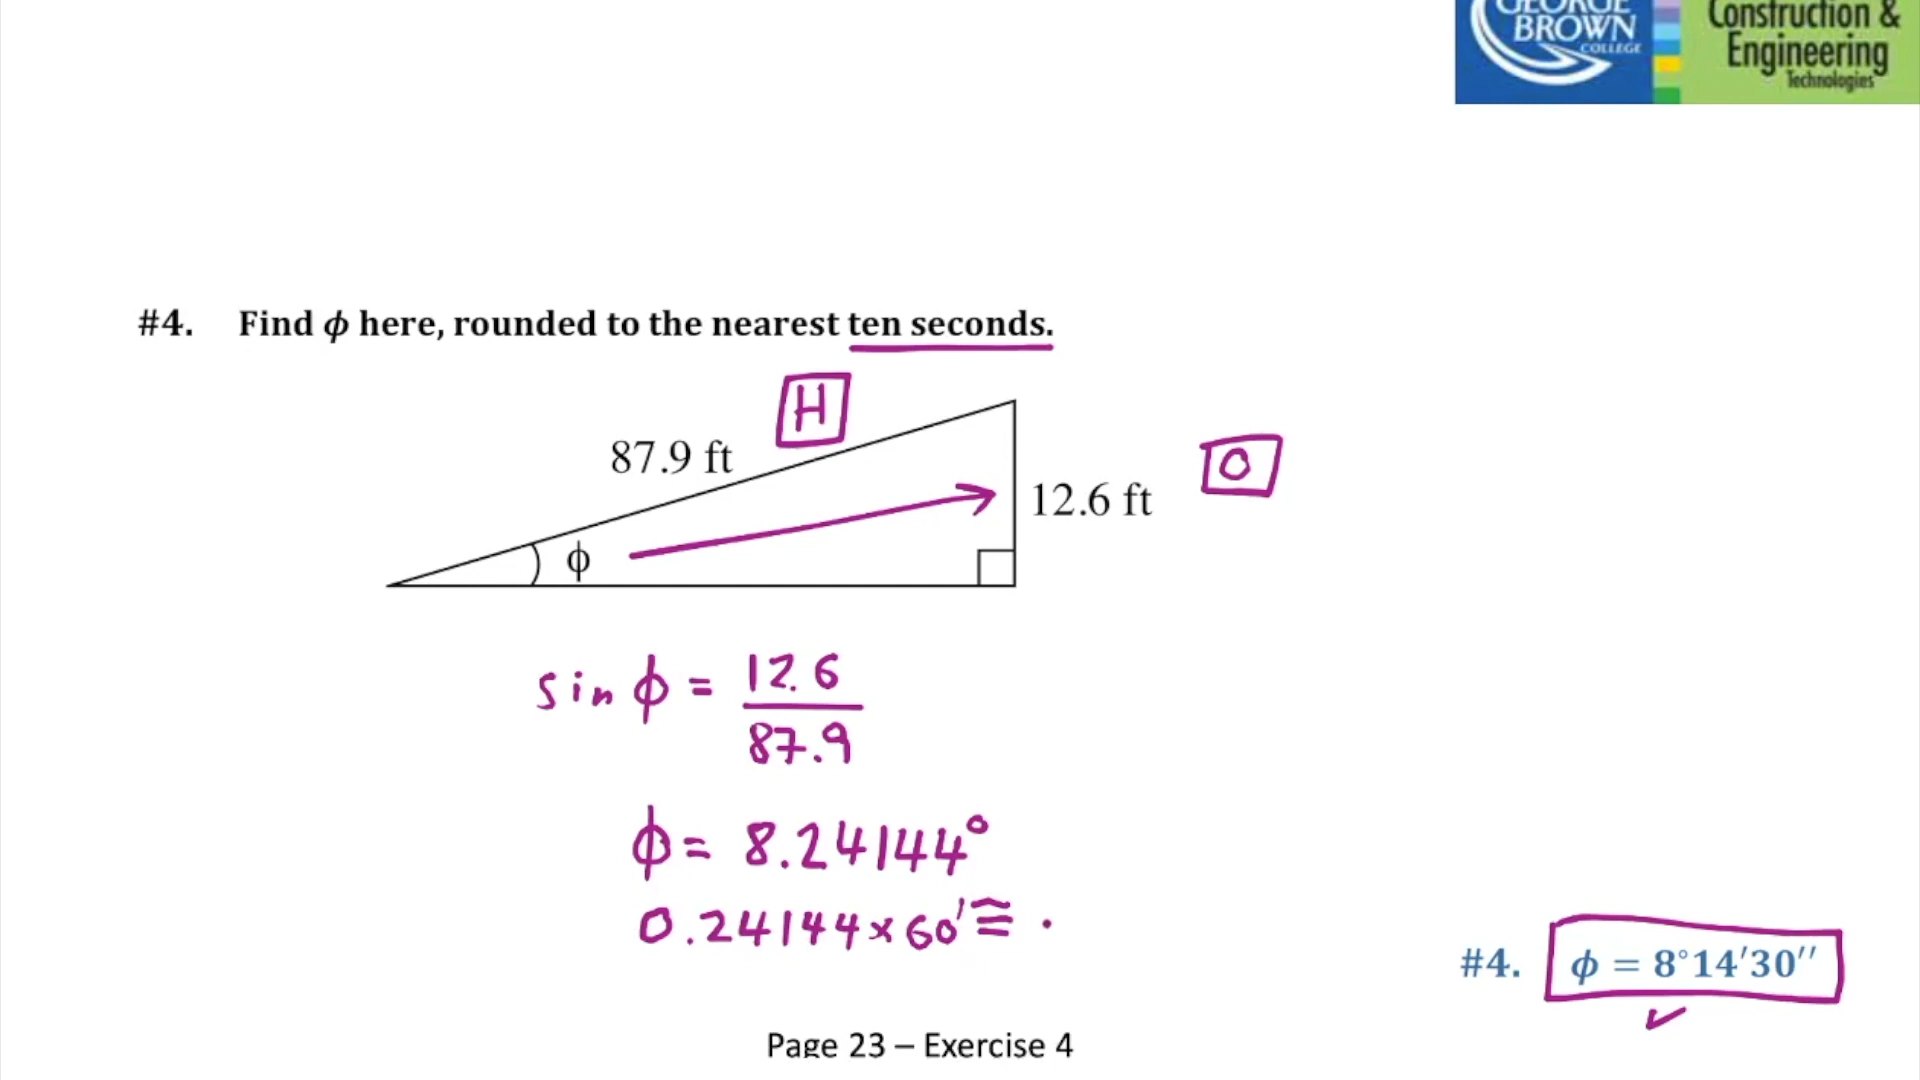 GEORGE
BROWN
COLLEGE
Construction &
Engineering
Technologies
#4. Find ϕ here, rounded to the nearest ten seconds.
H
87.9 ft
O
12.6 ft
ϕ
sin ϕ = 12.6
87.9
ϕ = 8.24144°
0.24144 × 60' ≅ .
#4. ϕ = 8°14′30′′
Page 23 – Exercise 4